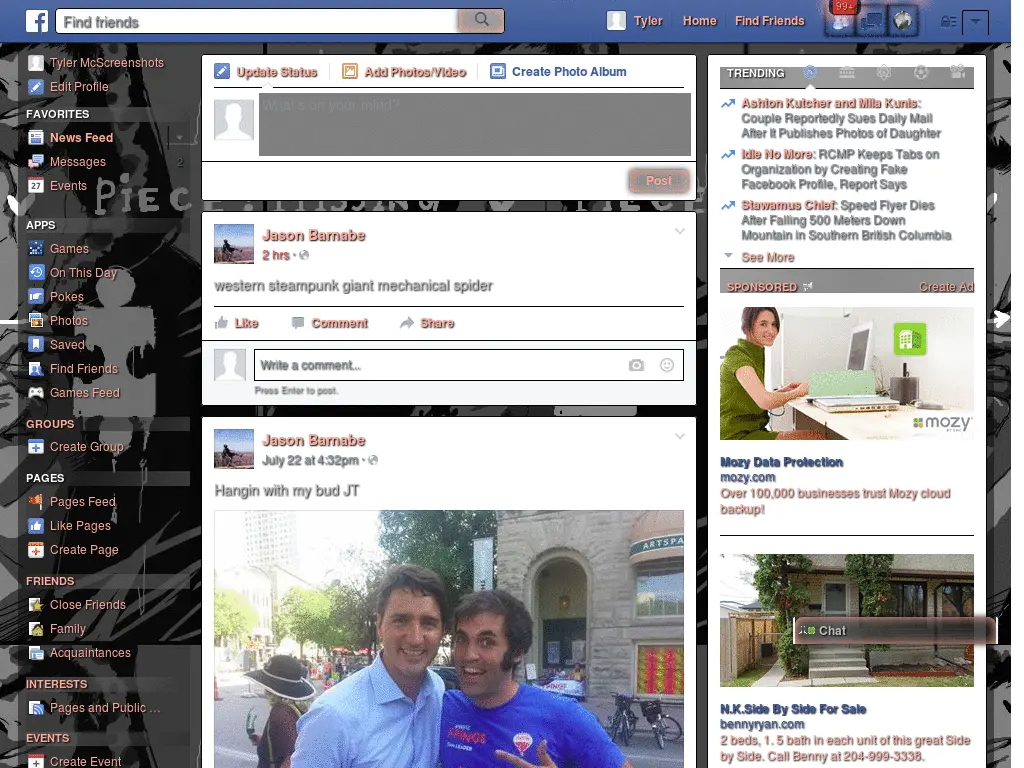 Find friends
Tyler
Home
Find Friends
99+
Tyler McScreenshots
Edit Profile
FAVORITES
News Feed
Messages
2
27
Events
APPS
Games
On This Day
Pokes
Photos
Saved
Find Friends
Games Feed
GROUPS
Create Group
PAGES
Pages Feed
Like Pages
Create Page
FRIENDS
Close Friends
Family
Acquaintances
INTERESTS
Pages and Public ...
EVENTS
Create Event
Update Status
Add Photos/Video
Create Photo Album
What's on your mind?
Post
Jason Barnabe
2 hrs ·
western steampunk giant mechanical spider
Like
Comment
Share
Write a comment...
Press Enter to post.
Jason Barnabe
July 22 at 4:32pm ·
Hangin with my bud JT
ARTSPA
FRINGE
TRENDING
Ashton Kutcher and Mila Kunis:
Couple Reportedly Sues Daily Mail
After It Publishes Photos of Daughter
Idle No More: RCMP Keeps Tabs on
Organization by Creating Fake
Facebook Profile, Report Says
Stawamus Chief: Speed Flyer Dies
After Falling 500 Meters Down
Mountain in Southern British Columbia
See More
SPONSORED
Create Ad
mozy
Mozy Data Protection
mozy.com
Over 100,000 businesses trust Mozy cloud
backup!
Chat
N.K.Side By Side For Sale
bennyryan.com
2 beds, 1. 5 bath in each unit of this great Side
by Side. Call Benny at 204-999-3338.